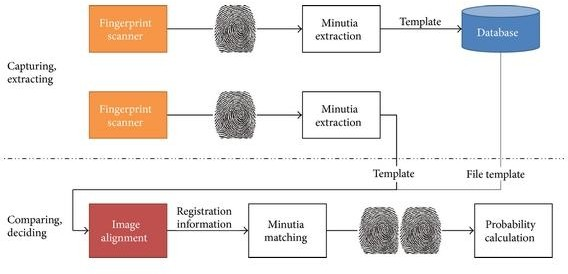 Fingerprint
scanner
Minutia
extraction
Template
Database
Capturing,
extracting
Fingerprint
scanner
Minutia
extraction
Template
File template
Comparing,
deciding
Image
alignment
Registration
information
Minutia
matching
Probability
calculation